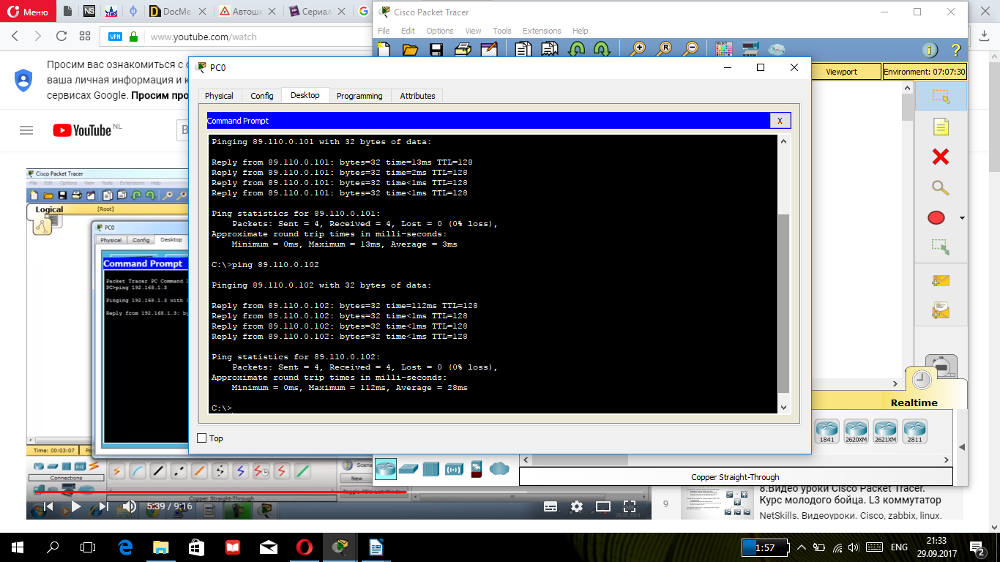 Меню
DocMe.
Автоши
Сериал
VPN
www.youtube.com/watch
Просим вас ознакомиться с
ваша личная информация и
сервисах Google. Просим про
YouTube NL
Cisco Packet Tracer
File Edit Options View Tools Extensions Help
Viewport
Environment: 07:07:30
PC0
Physical
Config
Desktop
Programming
Attributes
Command Prompt
X
Pinging 89.110.0.101 with 32 bytes of data:
Reply from 89.110.0.101: bytes=32 time=13ms TTL=128
Reply from 89.110.0.101: bytes=32 time=2ms TTL=128
Reply from 89.110.0.101: bytes=32 time<1ms TTL=128
Reply from 89.110.0.101: bytes=32 time<1ms TTL=128
Ping statistics for 89.110.0.101:
Packets: Sent = 4, Received = 4, Lost = 0 (0% loss),
Approximate round trip times in milli-seconds:
Minimum = 0ms, Maximum = 13ms, Average = 3ms
C:\>ping 89.110.0.102
Pinging 89.110.0.102 with 32 bytes of data:
Reply from 89.110.0.102: bytes=32 time=112ms TTL=128
Reply from 89.110.0.102: bytes=32 time<1ms TTL=128
Reply from 89.110.0.102: bytes=32 time<1ms TTL=128
Reply from 89.110.0.102: bytes=32 time<1ms TTL=128
Ping statistics for 89.110.0.102:
Packets: Sent = 4, Received = 4, Lost = 0 (0% loss),
Approximate round trip times in milli-seconds:
Minimum = 0ms, Maximum = 112ms, Average = 28ms
C:\>
Top
Cisco Packet Tracer
File Edit Options View Tools Extensions Help
Logical
[Root]
PC0
Physical
Config
Desktop
Command Prompt
Packet Tracer PC Command
PC>ping 192.168.1.3
Pinging 192.168.1.3 with
Reply from 192.168.1.3:
Time: 00:03:07
Connections
Copper Straight-Through
New
5:39 / 9:16
28.08.2014
Realtime
1841
2620XM
2621XM
2811
Copper Straight-Through
9
8.Видео уроки Cisco Packet Tracer.
Курс молодого бойца. L3 коммутатор
NetSkills. Видеоуроки. Cisco, zabbix, linux.
1:57
ENG
21:33
29.09.2017
2